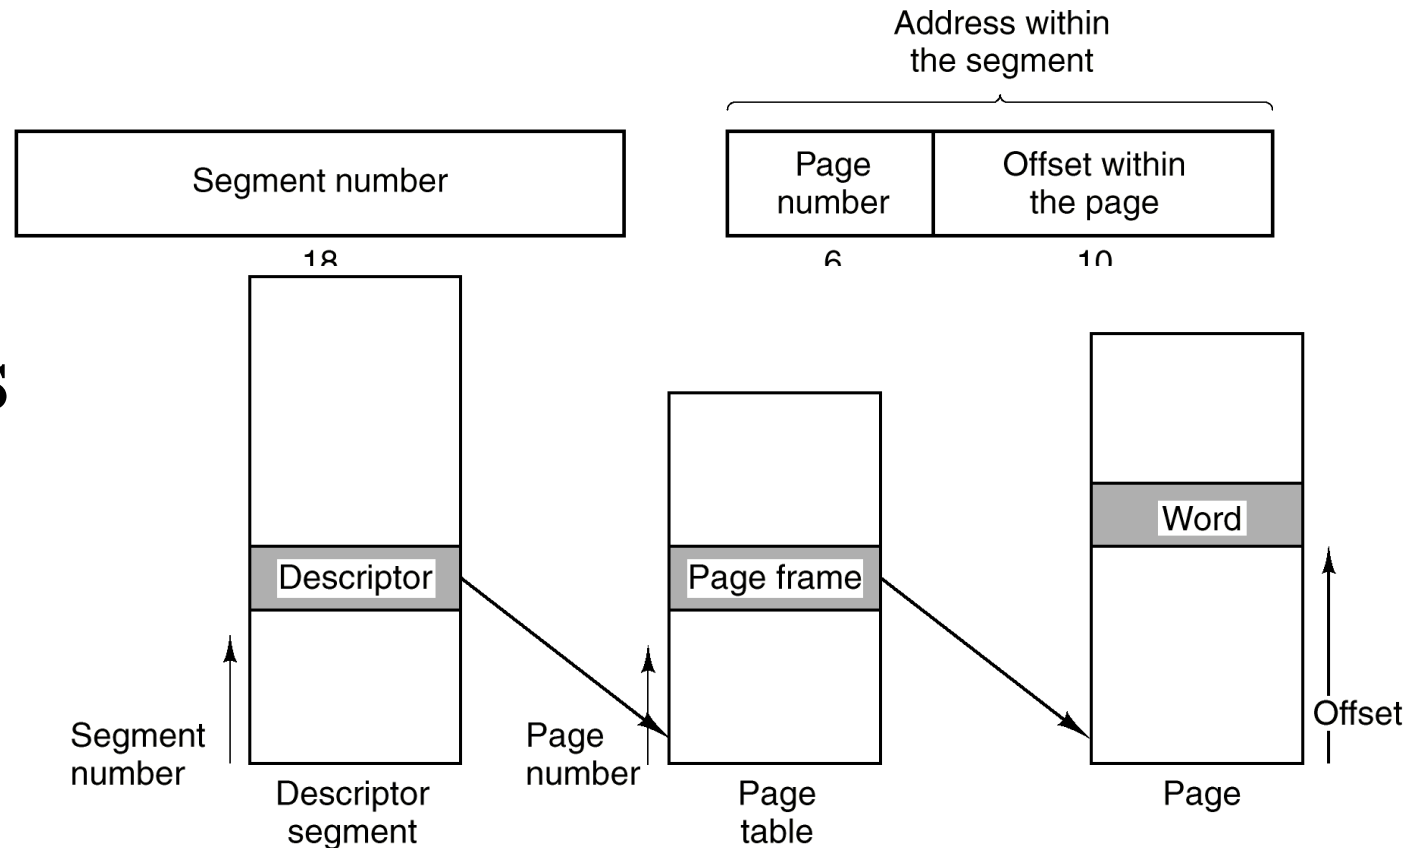 Address within
the segment
Segment number
Page
number
Offset within
the page
18
6
10
s
Descriptor
Page frame
Word
Segment
number
Page
number
Offset
Descriptor
segment
Page
table
Page